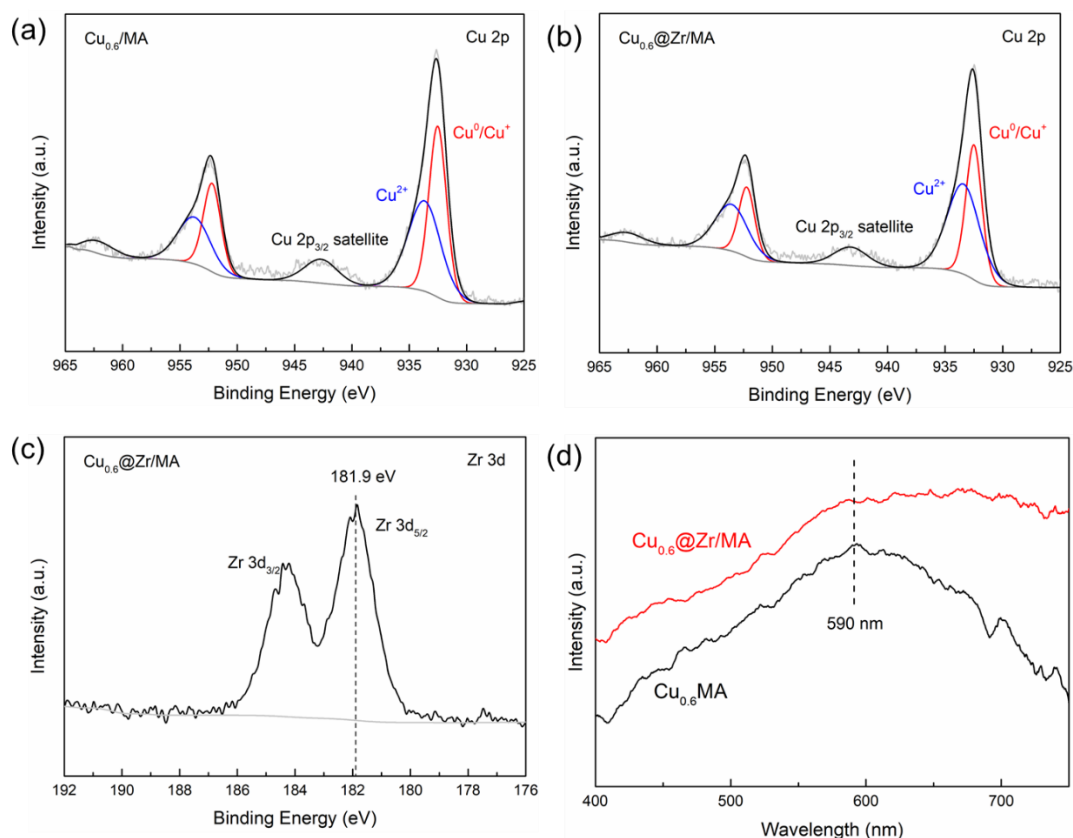 (a)
Cu0.6/MA
Cu 2p
Cu0/Cu+
Cu2+
Cu 2p3/2 satellite
Intensity (a.u.)
965 960 955 950 945 940 935 930 925
Binding Energy (eV)
(b)
Cu0.6@Zr/MA
Cu 2p
Cu0/Cu+
Cu2+
Cu 2p3/2 satellite
Intensity (a.u.)
965 960 955 950 945 940 935 930 925
Binding Energy (eV)
(c)
Cu0.6@Zr/MA
Zr 3d
181.9 eV
Zr 3d5/2
Zr 3d3/2
Intensity (a.u.)
192 190 188 186 184 182 180 178 176
Binding Energy (eV)
(d)
Cu0.6@Zr/MA
590 nm
Cu0.6MA
Intensity (a.u.)
400 500 600 700
Wavelength (nm)